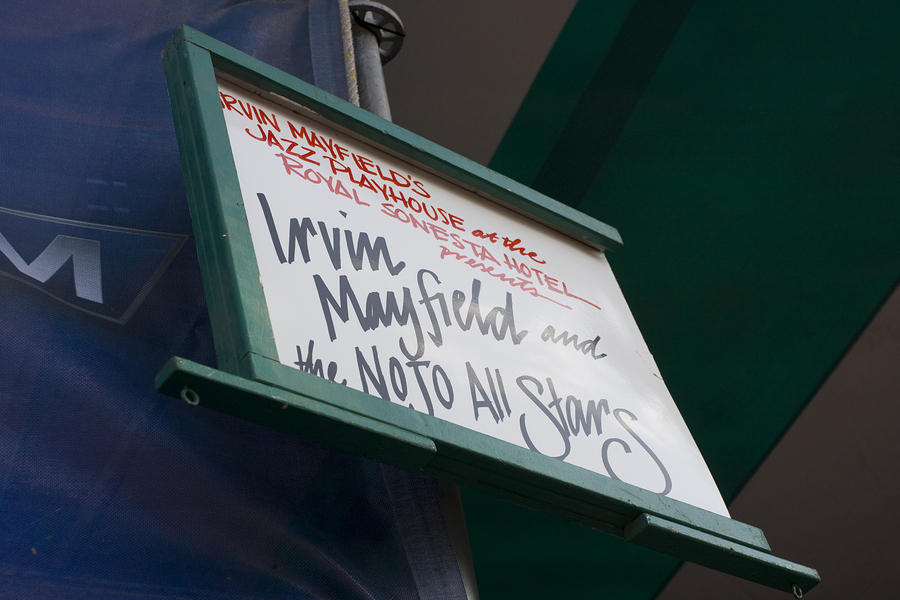 IRVIN MAYFIELD'S
JAZZ PLAYHOUSE at the
ROYAL SONESTA HOTEL
presents
Irvin
Mayfield and
the NoJo All Stars
M